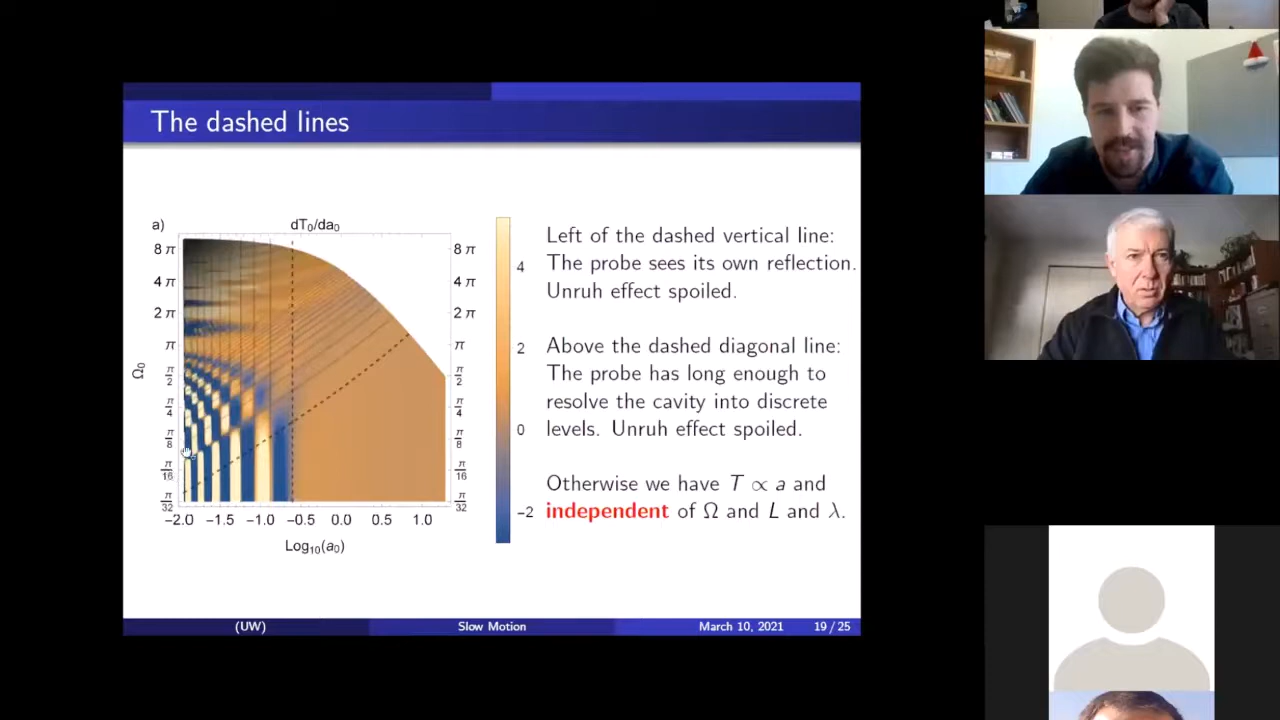 The dashed lines
a)
dT₀/da₀
8 π
4 π
2 π
π
π/2
π/4
π/8
π/16
π/32
Ω₀
8 π
4 π
2 π
π
π/2
π/4
π/8
π/16
π/32
−2.0 −1.5 −1.0 −0.5 0.0 0.5 1.0
Log₁₀(a₀)
4
2
0
−2
Left of the dashed vertical line:
The probe sees its own reflection.
Unruh effect spoiled.
Above the dashed diagonal line:
The probe has long enough to
resolve the cavity into discrete
levels. Unruh effect spoiled.
Otherwise we have T ∝ a and
independent of Ω and L and λ.
(UW) Slow Motion March 10, 2021 19 / 25